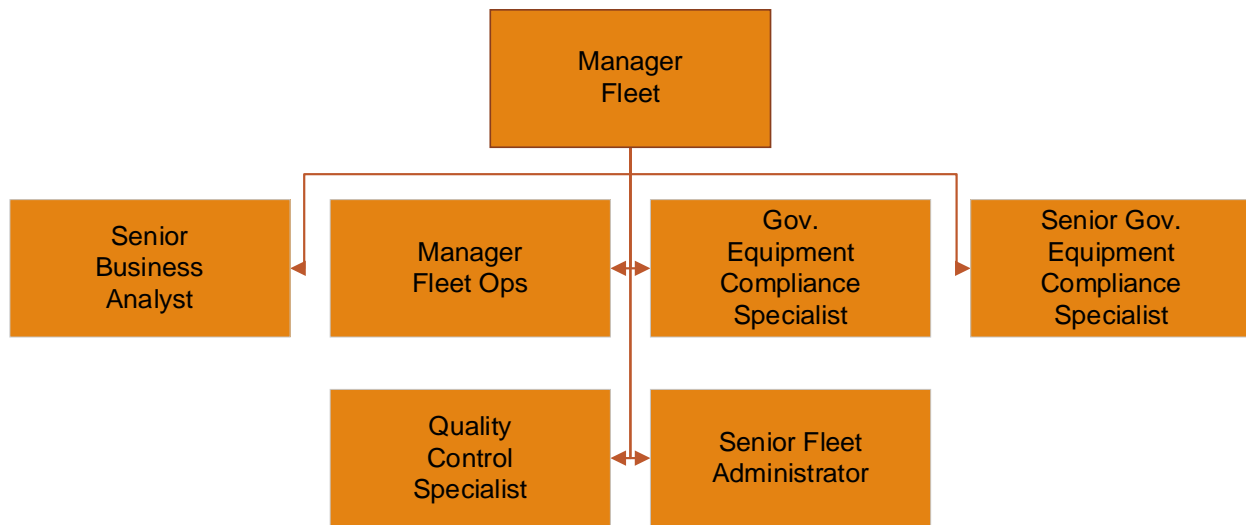 Manager
Fleet
Senior
Business
Analyst
Manager
Fleet Ops
Gov.
Equipment
Compliance
Specialist
Senior Gov.
Equipment
Compliance
Specialist
Quality
Control
Specialist
Senior Fleet
Administrator